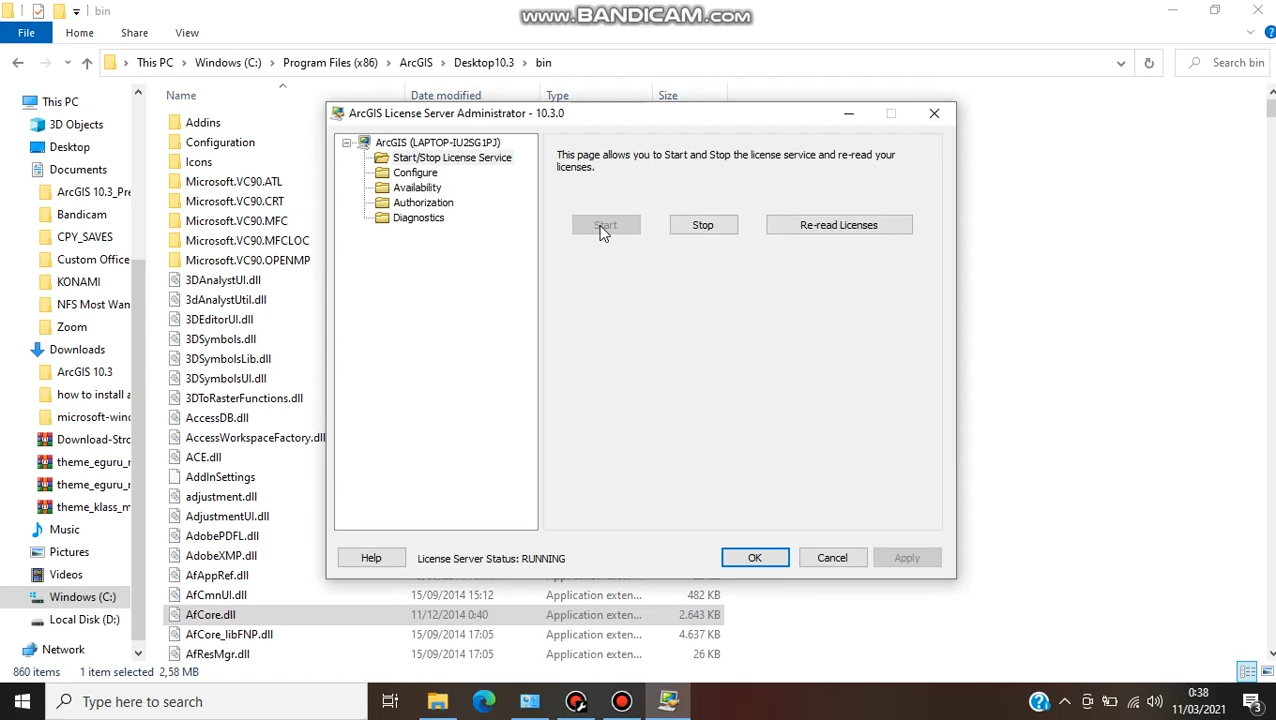 bin
www.BANDICAM.com
File Home Share View
This PC Windows (C:) Program Files (x86) ArcGIS Desktop10.3 bin
Search bin
Name Date modified Type Size
This PC
3D Objects
Desktop
Documents
ArcGIS 10.3_Pre
Bandicam
CPY_SAVES
Custom Office
KONAMI
NFS Most Wan
Zoom
Downloads
ArcGIS 10.3
how to install a
microsoft-wind
Download-Stro
theme_eguru_r
theme_eguru_r
theme_klass_m
Music
Pictures
Videos
Windows (C:)
Local Disk (D:)
Network
Addins
Configuration
Icons
Microsoft.VC90.ATL
Microsoft.VC90.CRT
Microsoft.VC90.MFC
Microsoft.VC90.MFCLOC
Microsoft.VC90.OPENMP
3DAnalystUI.dll
3dAnalystUtil.dll
3DEditorUI.dll
3DSymbols.dll
3DSymbolsLib.dll
3DSymbolsUI.dll
3DToRasterFunctions.dll
AccessDB.dll
AccessWorkspaceFactory.dll
ACE.dll
AddInSettings
adjustment.dll
AdjustmentUI.dll
AdobePDFL.dll
AdobeXMP.dll
AfAppRef.dll
AfCmnUI.dll 15/09/2014 15:12 Application exten... 482 KB
AfCore.dll 11/12/2014 0:40 Application exten... 2.643 KB
AfCore_libFNP.dll 15/09/2014 17:05 Application exten... 4.637 KB
AfResMgr.dll 15/09/2014 17:05 Application exten... 26 KB
ArcGIS License Server Administrator - 10.3.0
ArcGIS (LAPTOP-IU2SG1PJ)
Start/Stop License Service
Configure
Availability
Authorization
Diagnostics
This page allows you to Start and Stop the license service and re-read your
licenses.
Start Stop Re-read Licenses
Help License Server Status: RUNNING OK Cancel Apply
860 items 1 item selected 2,58 MB
Type here to search
0:38
11/03/2021
3